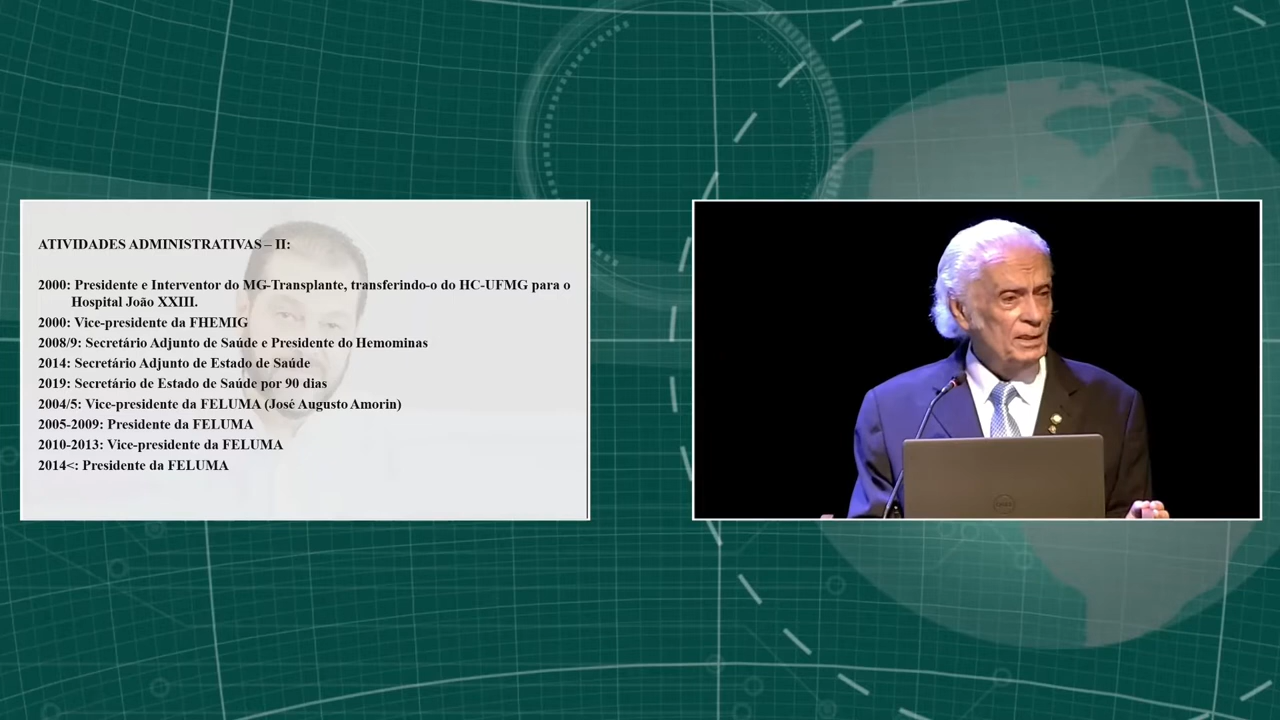 ATIVIDADES ADMINISTRATIVAS – II:
2000: Presidente e Interventor do MG-Transplante, transferindo-o do HC-UFMG para o
Hospital João XXIII.
2000: Vice-presidente da FHEMIG
2008/9: Secretário Adjunto de Saúde e Presidente do Hemominas
2014: Secretário Adjunto de Estado de Saúde
2019: Secretário de Estado de Saúde por 90 dias
2004/5: Vice-presidente da FELUMA (José Augusto Amorin)
2005-2009: Presidente da FELUMA
2010-2013: Vice-presidente da FELUMA
2014<: Presidente da FELUMA
DELL